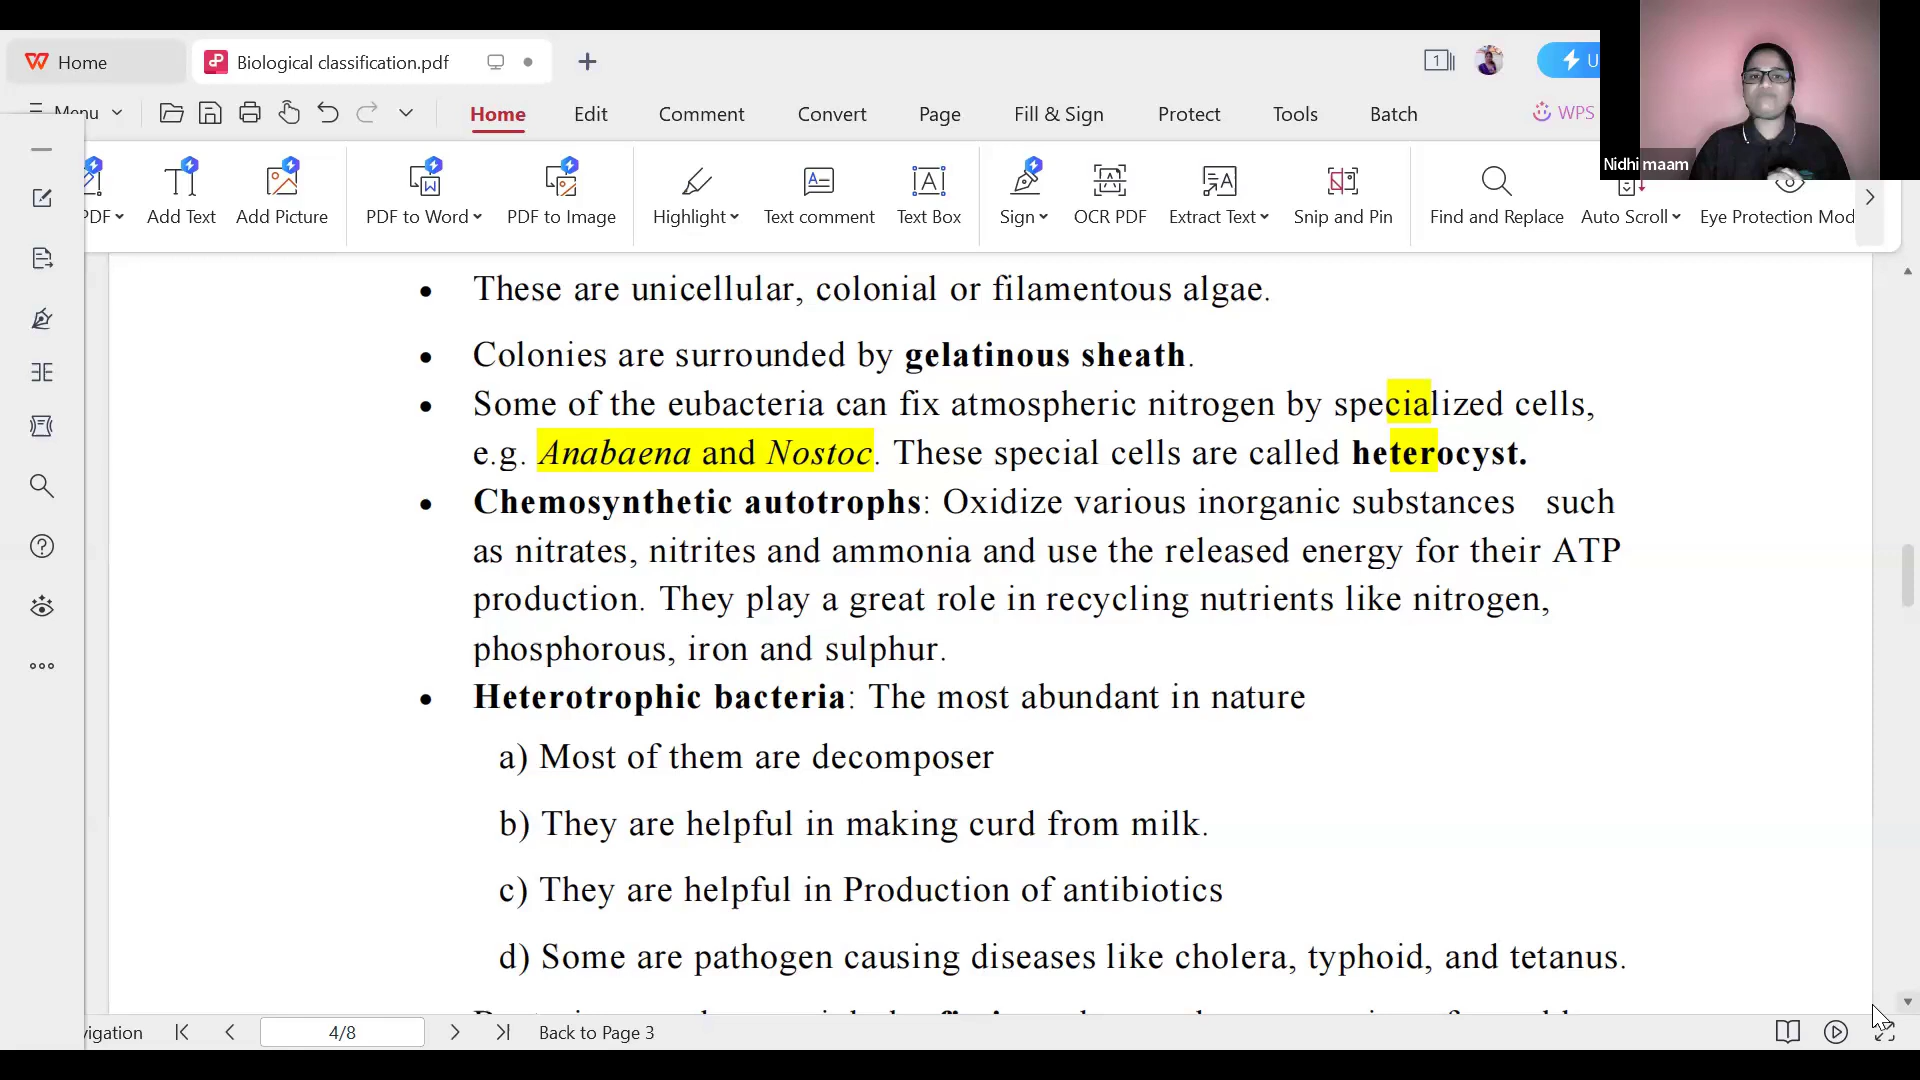 Home
Biological classification.pdf
1
U
Menu
Home Edit Comment Convert Page Fill & Sign Protect Tools Batch
WPS
Nidhi maam
PDF Add Text Add Picture PDF to Word PDF to Image Highlight Text comment Text Box Sign OCR PDF Extract Text Snip and Pin Find and Replace Auto Scroll Eye Protection Mod
• These are unicellular, colonial or filamentous algae.
• Colonies are surrounded by gelatinous sheath.
• Some of the eubacteria can fix atmospheric nitrogen by specialized cells,
e.g. Anabaena and Nostoc. These special cells are called heterocyst.
• Chemosynthetic autotrophs: Oxidize various inorganic substances such
as nitrates, nitrites and ammonia and use the released energy for their ATP
production. They play a great role in recycling nutrients like nitrogen,
phosphorous, iron and sulphur.
• Heterotrophic bacteria: The most abundant in nature
a) Most of them are decomposer
b) They are helpful in making curd from milk.
c) They are helpful in Production of antibiotics
d) Some are pathogen causing diseases like cholera, typhoid, and tetanus.
vigation 4/8 Back to Page 3